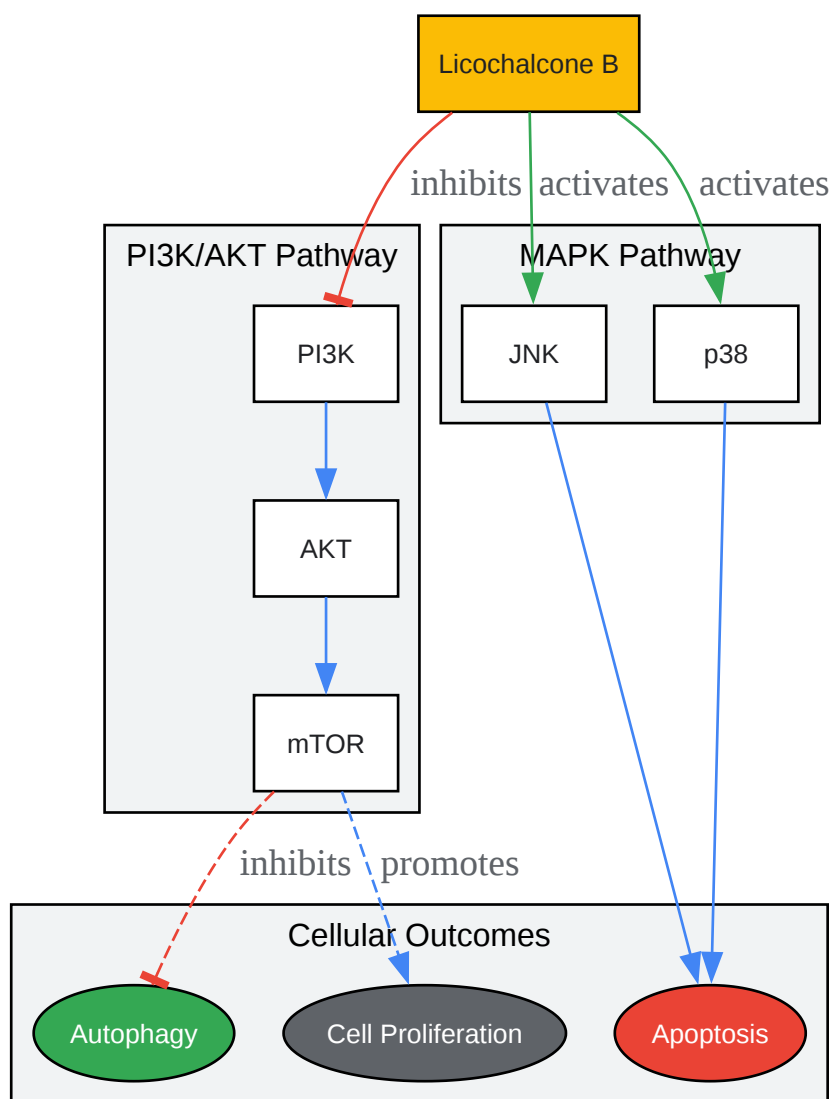 Licochalcone B
inhibits
activates
activates
PI3K/AKT Pathway
MAPK Pathway
PI3K
JNK
p38
AKT
mTOR
inhibits
promotes
Cellular Outcomes
Autophagy
Cell Proliferation
Apoptosis